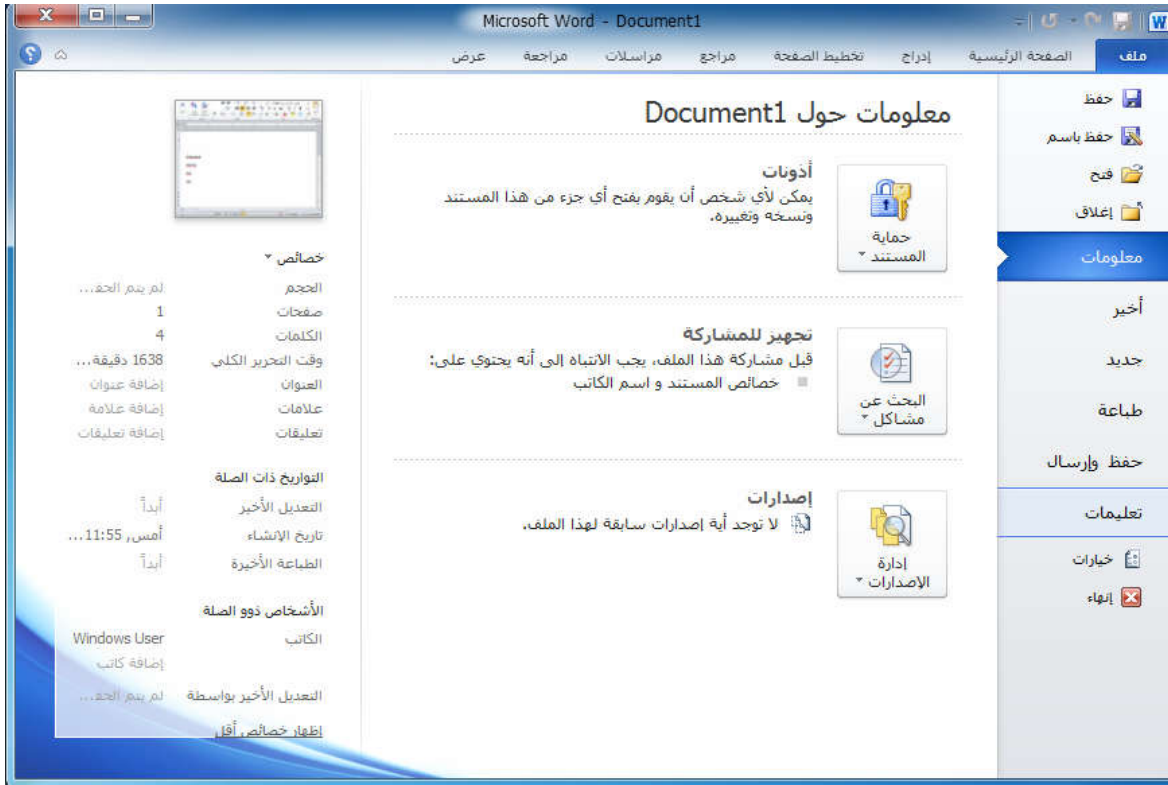 Microsoft Word - Document1
ملف الصفحة الرئيسية إدراج تخطيط الصفحة مراجع مراسلات مراجعة عرض
حفظ
حفظ باسم
فتح
إغلاق
معلومات
أخير
جديد
طباعة
حفظ وإرسال
تعليمات
خيارات
إنهاء
معلومات حول Document1
حماية
المستند
أذونات
يمكن لأي شخص أن يقوم بفتح أي جزء من هذا المستند
ونسخه وتغييره.
البحث عن
مشاكل
تجهيز للمشاركة
قبل مشاركة هذا الملف، يجب الانتباه إلى أنه يحتوي على:
خصائص المستند و اسم الكاتب
إدارة
الإصدارات
إصدارات
لا توجد أية إصدارات سابقة لهذا الملف.
خصائص
الحجم لم يتم الحف...
صفحات 1
الكلمات 4
وقت التحرير الكلي 1638 دقيقة...
العنوان إضافة عنوان
علامات إضافة علامة
تعليقات إضافة تعليقات
التواريخ ذات الصلة
التعديل الأخير أبداً
تاريخ الإنشاء أمس, 11:55...
الطباعة الأخيرة أبداً
الأشخاص ذوو الصلة
الكاتب Windows User
إضافة كاتب
التعديل الأخير بواسطة لم يتم الحف...
إظهار خصائص أقل